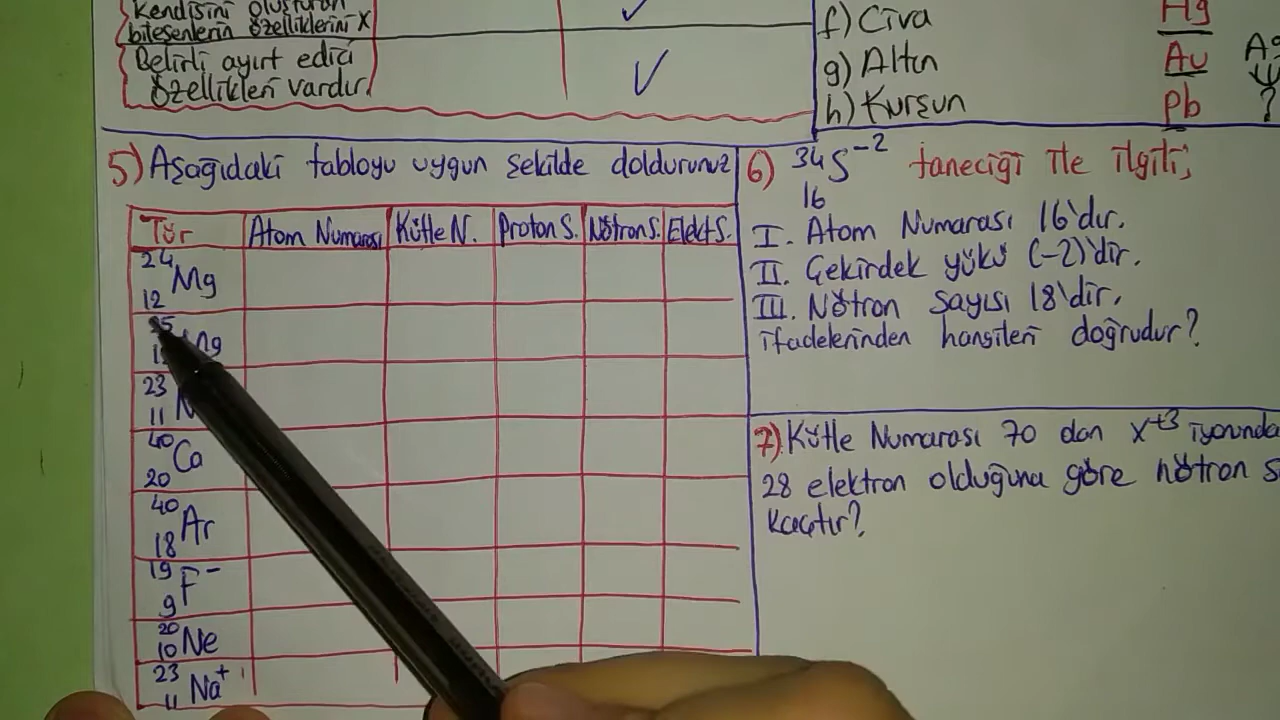 Kendisini oluşturan
bileşenlerin özelliklerini X
✓
Belirli ayırt edici
özellikleri vardır.
✓
f) Civa Hg
g) Altın Au
h) Kurşun Pb
?
5) Aşağıdaki tabloyu uygun şekilde doldurunuz
Tür Atom Numarası Kütle N. Proton S. Nötron S. Elekt S.
24
12 Mg
23
11
40
20 Ca
40
18 Ar
19
9 F⁻
20
10 Ne
23
11 Na⁺
6) 34 S⁻² taneciği ile ilgili;
16
I. Atom Numarası 16'dır.
II. Çekirdek yükü (-2)'dir.
III. Nötron sayısı 18'dir.
ifadelerinden hangileri doğrudur?
7) Kütle Numarası 70 dan X⁺³ iyonunda
28 elektron olduğuna göre nötron
kaçtır?